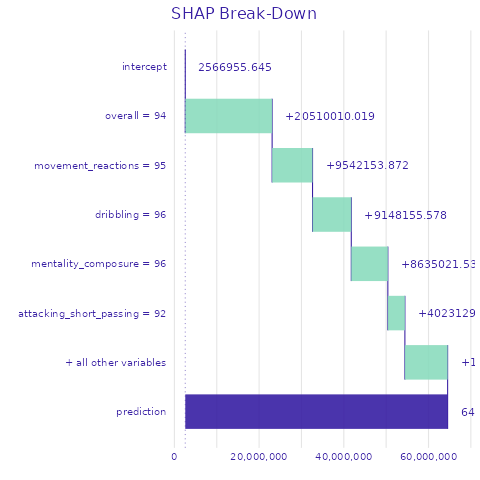 SHAP Break-Down
intercept 2566955.645
overall = 94 +20510010.019
movement_reactions = 95 +9542153.872
dribbling = 96 +9148155.578
mentality_composure = 96 +8635021.53
attacking_short_passing = 92 +4023129
+ all other variables +1
prediction 64
0 20,000,000 40,000,000 60,000,000